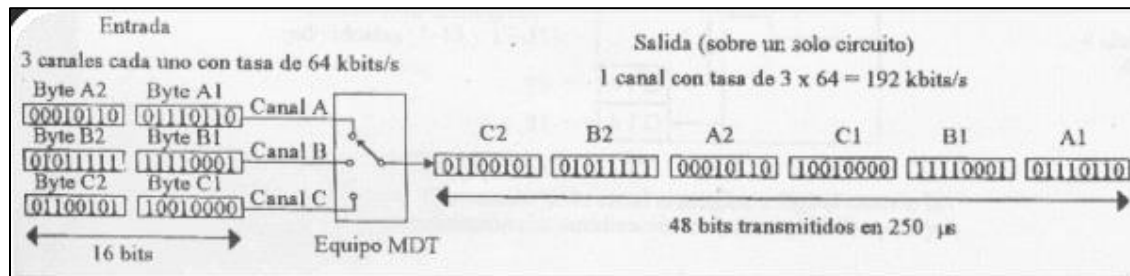 Entrada
3 canales cada uno con tasa de 64 kbits/s
Byte A2 Byte A1
00010110 01110110 Canal A
Byte B2 Byte B1
01011111 11110001 Canal B
Byte C2 Byte C1
01100101 10010000 Canal C
16 bits
Equipo MDT
Salida (sobre un solo circuito)
1 canal con tasa de 3 x 64 = 192 kbits/s
C2 B2 A2 C1 B1 A1
01100101 01011111 00010110 10010000 11110001 01110110
48 bits transmitidos en 250 µs